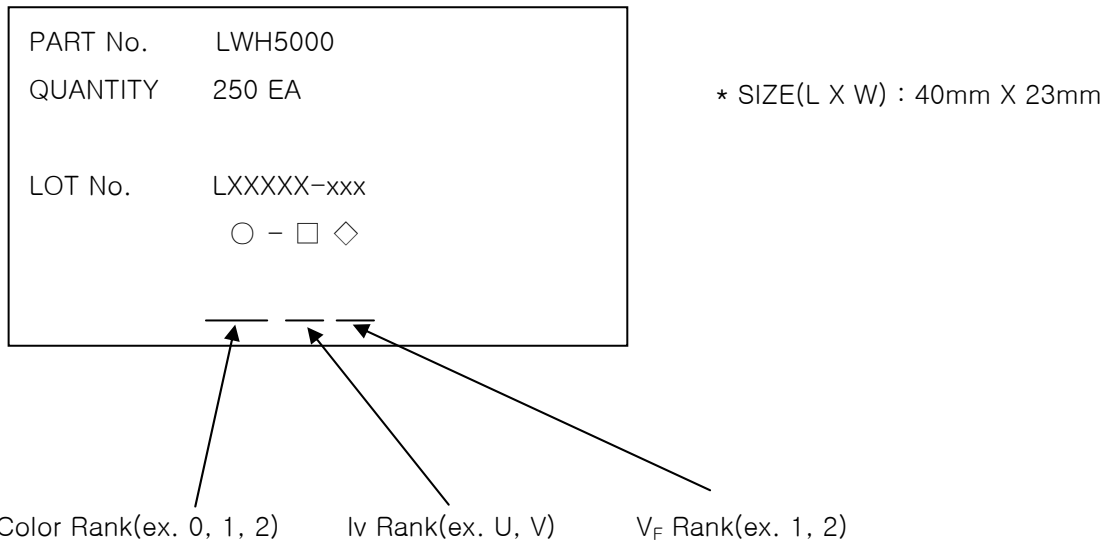 PART No. LWH5000
QUANTITY 250 EA
* SIZE(L X W) : 40mm X 23mm
LOT No. LXXXXX-xxx
○ - □ ◇
Color Rank(ex. 0, 1, 2) Iv Rank(ex. U, V) VF Rank(ex. 1, 2)